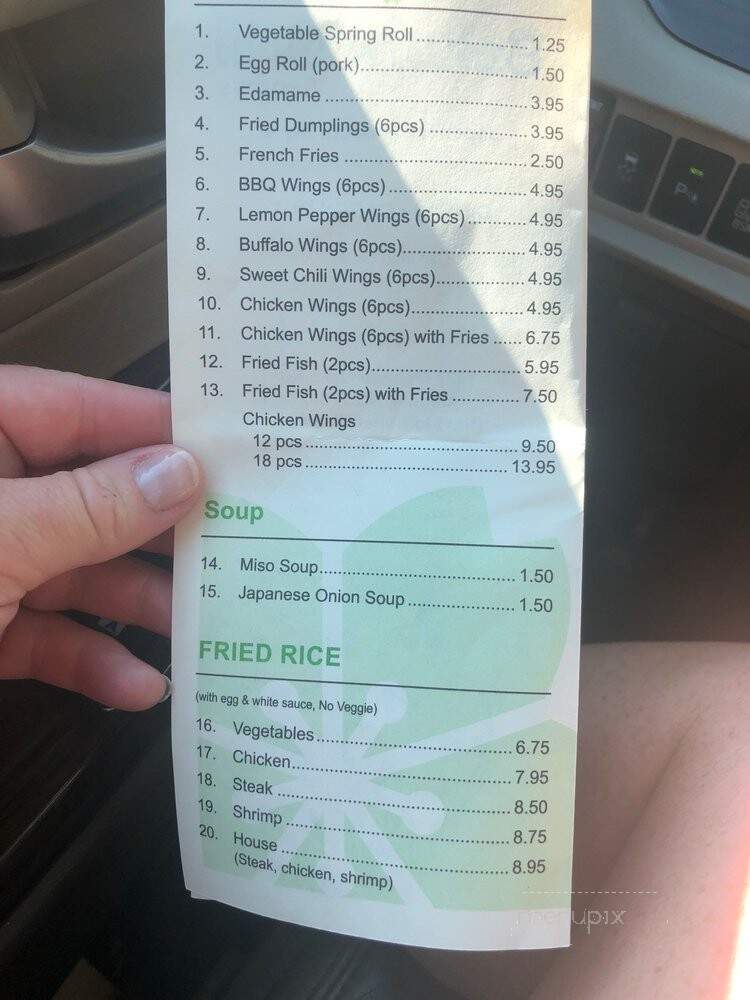 1. Vegetable Spring Roll ........................ 1.25
2. Egg Roll (pork)................................... 1.50
3. Edamame ......................................... 3.95
4. Fried Dumplings (6pcs) .................... 3.95
5. French Fries ..................................... 2.50
6. BBQ Wings (6pcs) ............................ 4.95
7. Lemon Pepper Wings (6pcs)............ 4.95
8. Buffalo Wings (6pcs)......................... 4.95
9. Sweet Chili Wings (6pcs).................. 4.95
10. Chicken Wings (6pcs)....................... 4.95
11. Chicken Wings (6pcs) with Fries ...... 6.75
12. Fried Fish (2pcs)............................... 5.95
13. Fried Fish (2pcs) with Fries .............. 7.50
Chicken Wings
12 pcs ........................................... 9.50
18 pcs ......................................... 13.95
Soup
14. Miso Soup........................................ 1.50
15. Japanese Onion Soup ...................... 1.50
FRIED RICE
(with egg & white sauce, No Veggie)
16. Vegetables ....................................... 6.75
17. Chicken............................................ 7.95
18. Steak ............................................... 8.50
19. Shrimp ............................................. 8.75
20. House .............................................. 8.95
(Steak, chicken, shrimp)
menupix